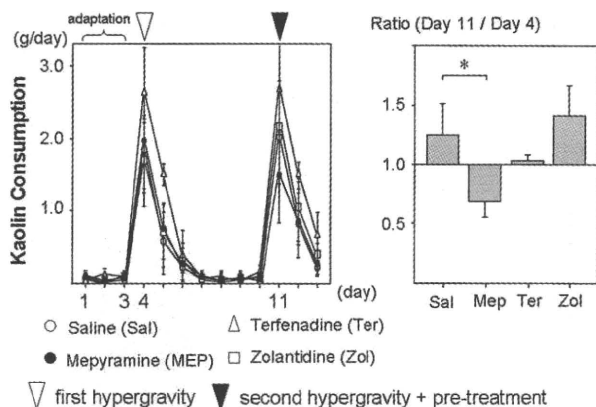 adaptation
(g/day)
Kaolin Consumption
3.0
2.0
1.0
1 3 4 11 (day)
Ratio (Day 11 / Day 4)
*
1.5
1.0
0.5
Sal Mep Ter Zol
Saline (Sal) Terfenadine (Ter)
Mepyramine (MEP) Zolantidine (Zol)
first hypergravity second hypergravity + pre-treatment